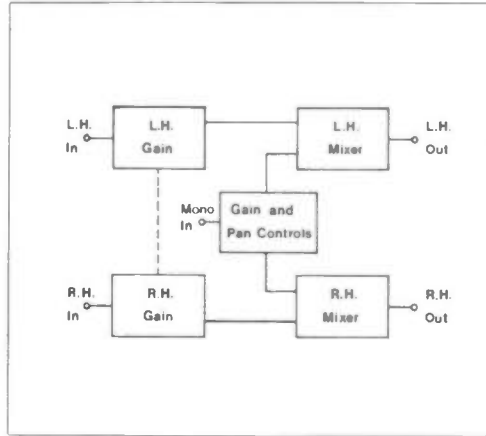 L.H.
In
L.H.
Gain
L.H.
Mixer
L.H.
Out
Mono
In
Gain and
Pan Controls
R.H.
In
R.H.
Gain
R.H.
Mixer
R.H.
Out